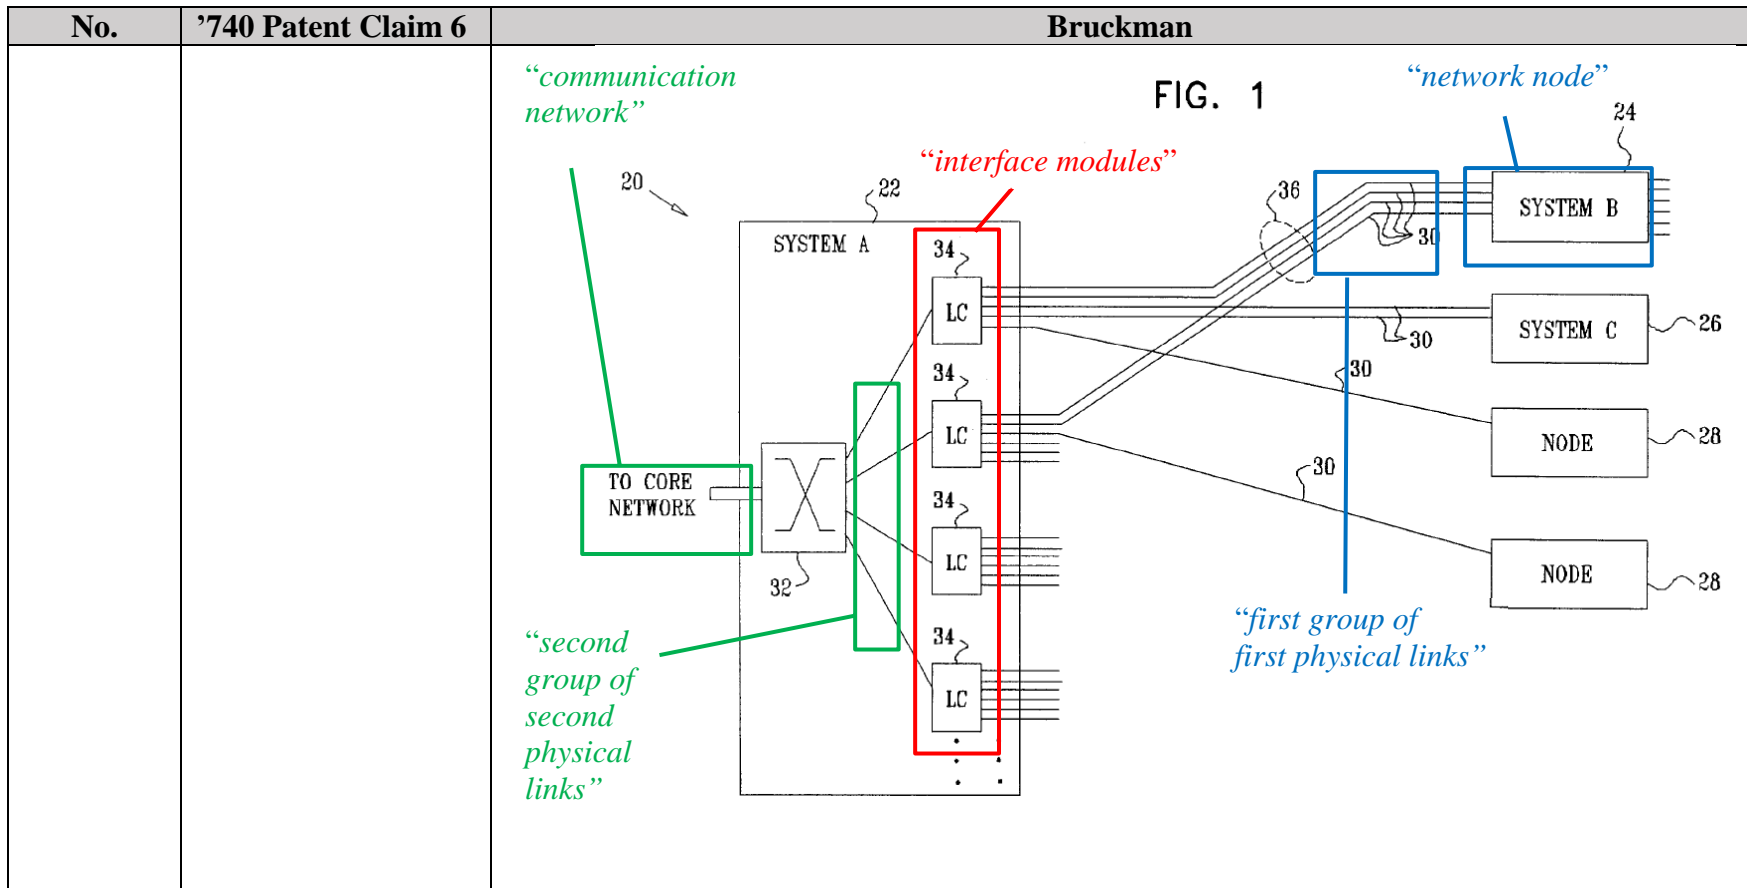 No.
’740 Patent Claim 6
Bruckman
“communication
network”
FIG. 1
“network node”
“interface modules”
24
20
22
36
SYSTEM A
SYSTEM B
30
34
LC
SYSTEM C
26
30
34
30
LC
NODE
28
TO CORE
NETWORK
30
34
LC
NODE
28
32
“second
group of
second
physical
links”
34
LC
“first group of
first physical links”